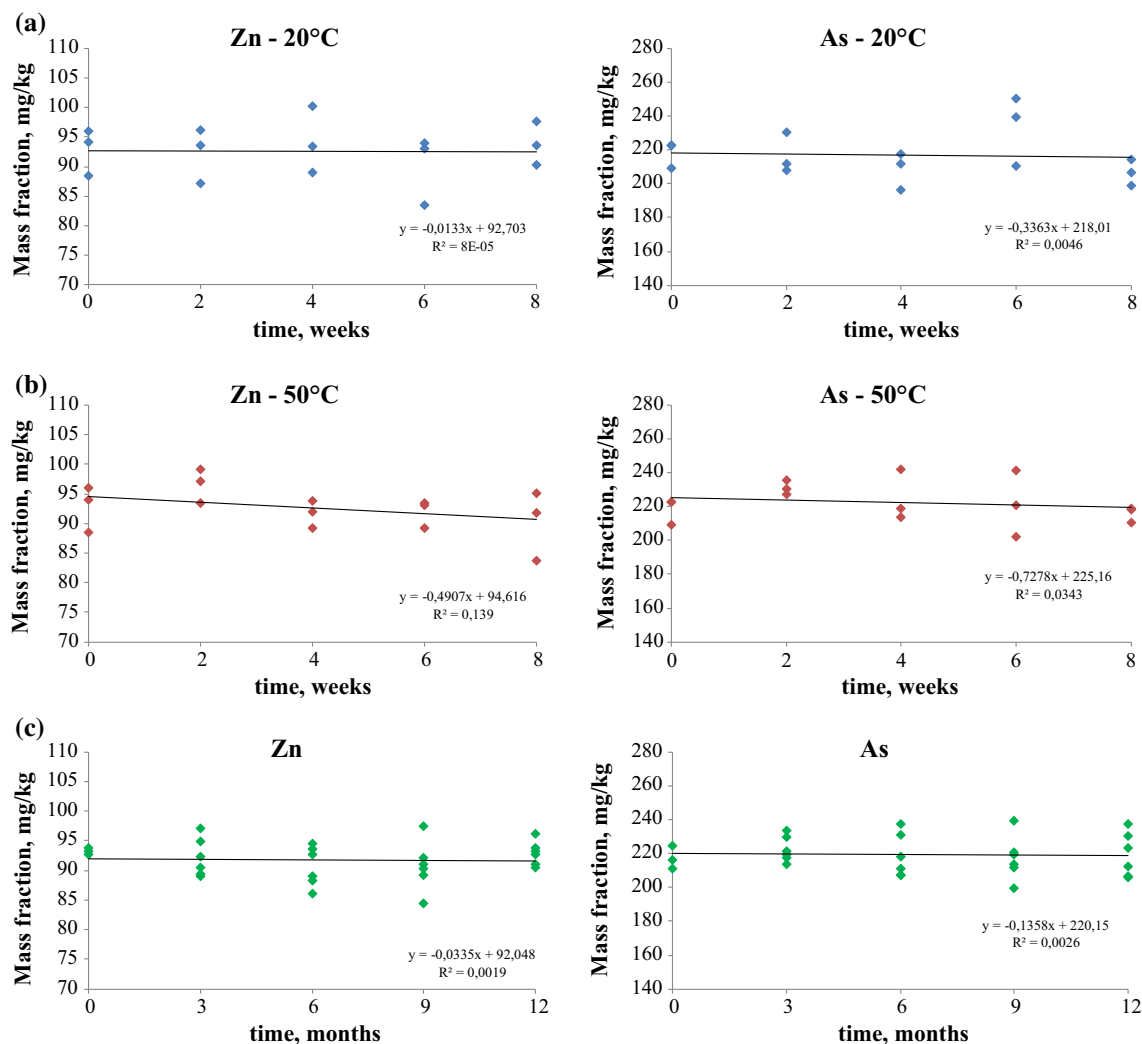 (a)
Zn - 20°C
Mass fraction, mg/kg
110
105
100
95
90
85
80
75
70
y = -0,0133x + 92,703
R² = 8E-05
0 2 4 6 8
time, weeks
As - 20°C
Mass fraction, mg/kg
280
260
240
220
200
180
160
140
y = -0,3363x + 218,01
R² = 0,0046
0 2 4 6 8
time, weeks
(b)
Zn - 50°C
Mass fraction, mg/kg
110
105
100
95
90
85
80
75
70
y = -0,4907x + 94,616
R² = 0,139
0 2 4 6 8
time, weeks
As - 50°C
Mass fraction, mg/kg
280
260
240
220
200
180
160
140
y = -0,7278x + 225,16
R² = 0,0343
0 2 4 6 8
time, weeks
(c)
Zn
Mass fraction, mg/kg
110
105
100
95
90
85
80
75
70
y = -0,0335x + 92,048
R² = 0,0019
0 3 6 9 12
time, months
As
Mass fraction, mg/kg
280
260
240
220
200
180
160
140
y = -0,1358x + 220,15
R² = 0,0026
0 3 6 9 12
time, months